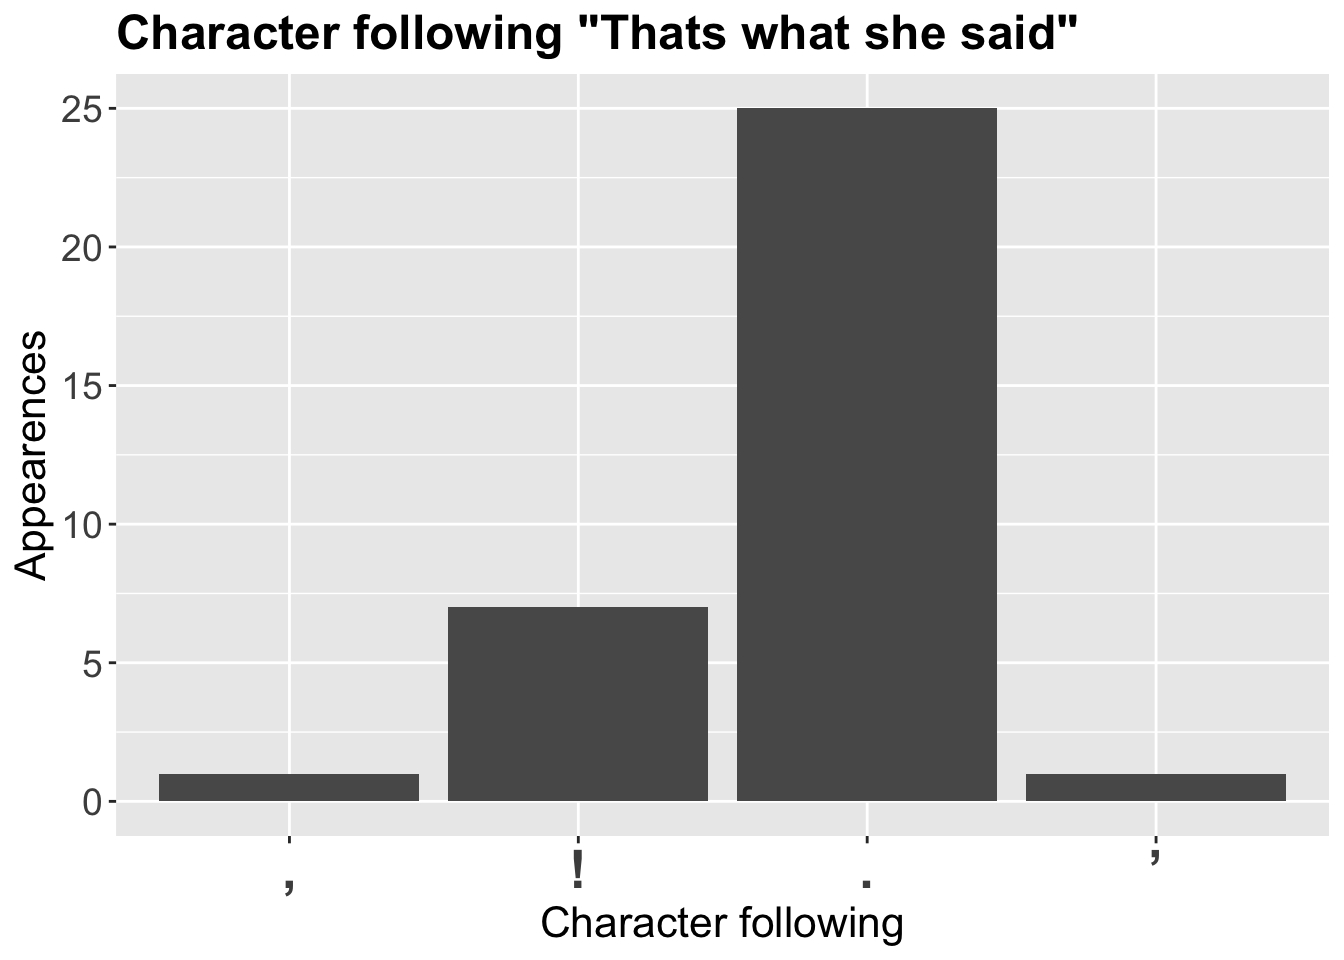 Character following "Thats what she said"
25
20
15
10
5
0
Appearences
, ! . ’
Character following